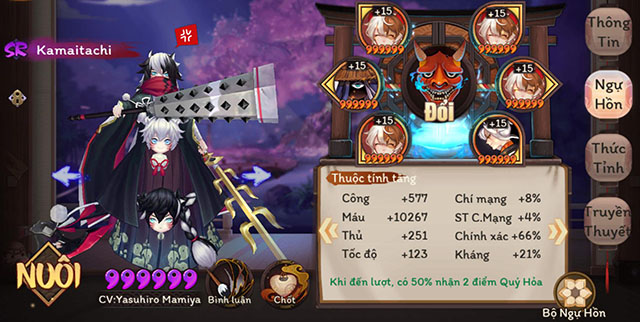 SR Kamaitachi
NUÔI
999999
CV:Yasuhiro Mamiya
Bình luận
Chốt
+15
999999
+15
999999
+15
999999
+15
999999
+15
999999
+15
999999
Đổi
Thuộc tính tăng
Công +577 Chí mạng +8%
Máu +10267 ST C.Mạng +4%
Thủ +251 Chính xác +66%
Tốc độ +123 Kháng +21%
Khi đến lượt, có 50% nhận 2 điểm Quỷ Hỏa
Thông
Tin
Ngự
Hồn
Thức
Tỉnh
Truyền
Thuyết
Bộ Ngự Hồn